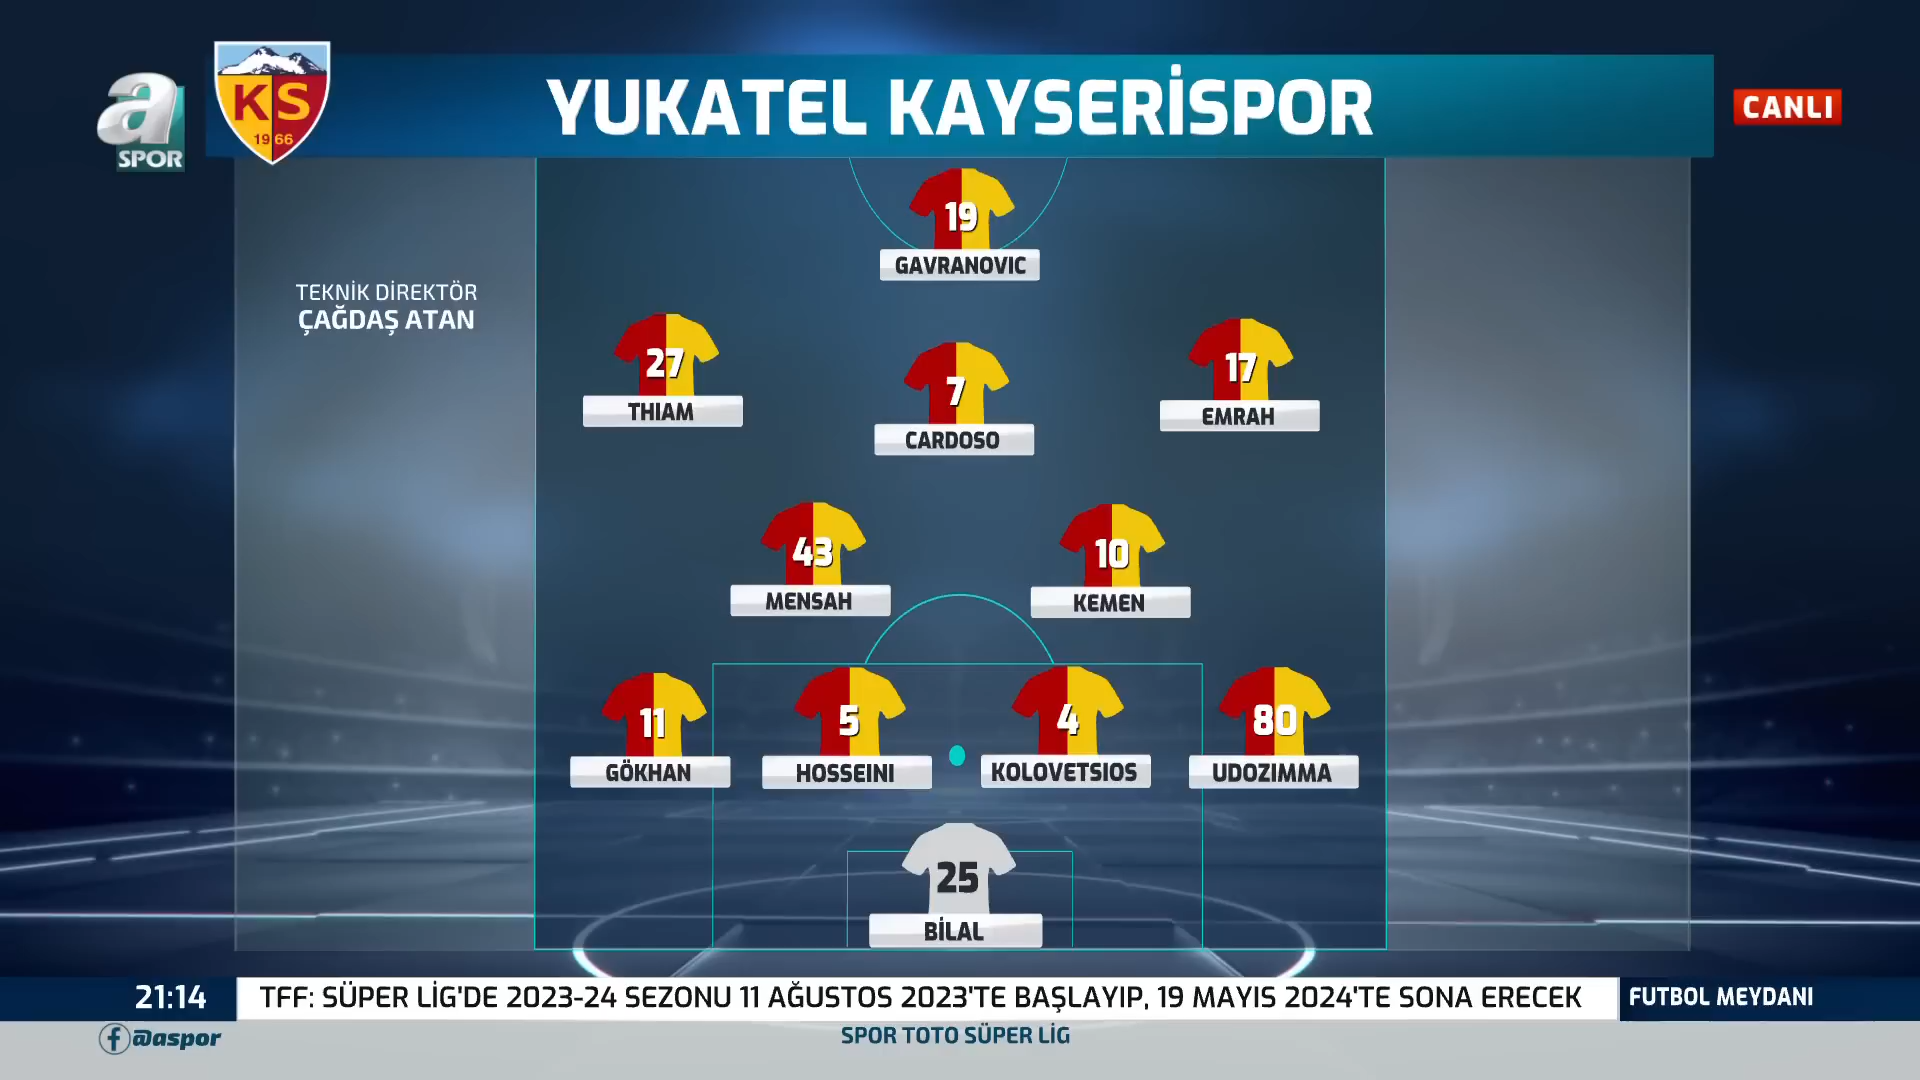 a
SPOR
KS
1966
YUKATEL KAYSERİSPOR
CANLI
TEKNİK DİREKTÖR
ÇAĞDAŞ ATAN
19
GAVRANOVIC
27
THIAM
7
CARDOSO
17
EMRAH
43
MENSAH
10
KEMEN
11
GÖKHAN
5
HOSSEINI
4
KOLOVETSIOS
80
UDOZIMMA
25
BİLAL
21:14
TFF: SÜPER LİG'DE 2023-24 SEZONU 11 AĞUSTOS 2023'TE BAŞLAYIP, 19 MAYIS 2024'TE SONA ERECEK
FUTBOL MEYDANI
f @aspor
SPOR TOTO SÜPER LİG